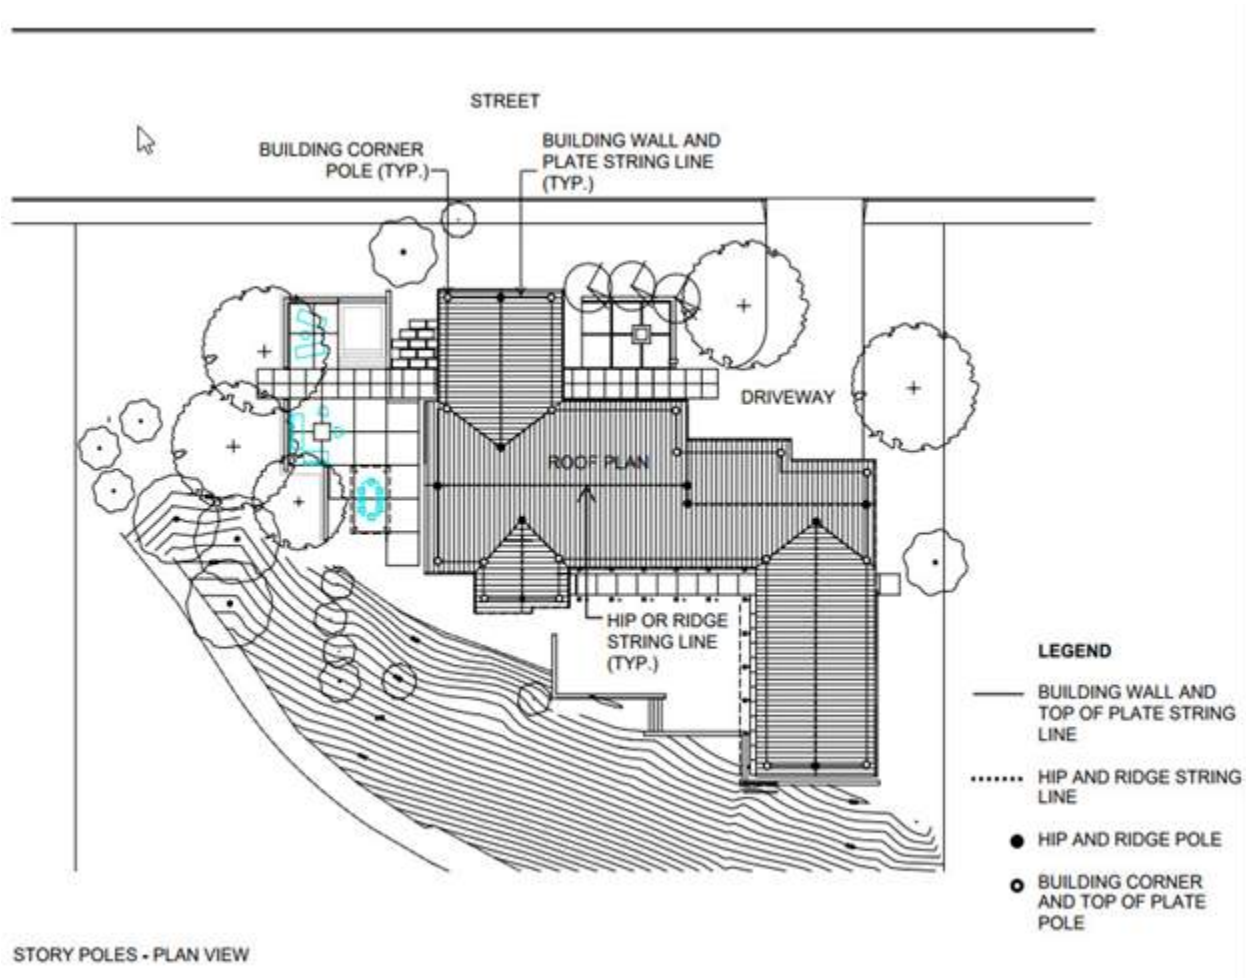 STREET
BUILDING CORNER
POLE (TYP.)
BUILDING WALL AND
PLATE STRING LINE
(TYP.)
DRIVEWAY
ROOF PLAN
HIP OR RIDGE
STRING LINE
(TYP.)
LEGEND
BUILDING WALL AND
TOP OF PLATE STRING
LINE
HIP AND RIDGE STRING
LINE
HIP AND RIDGE POLE
BUILDING CORNER
AND TOP OF PLATE
POLE
STORY POLES - PLAN VIEW